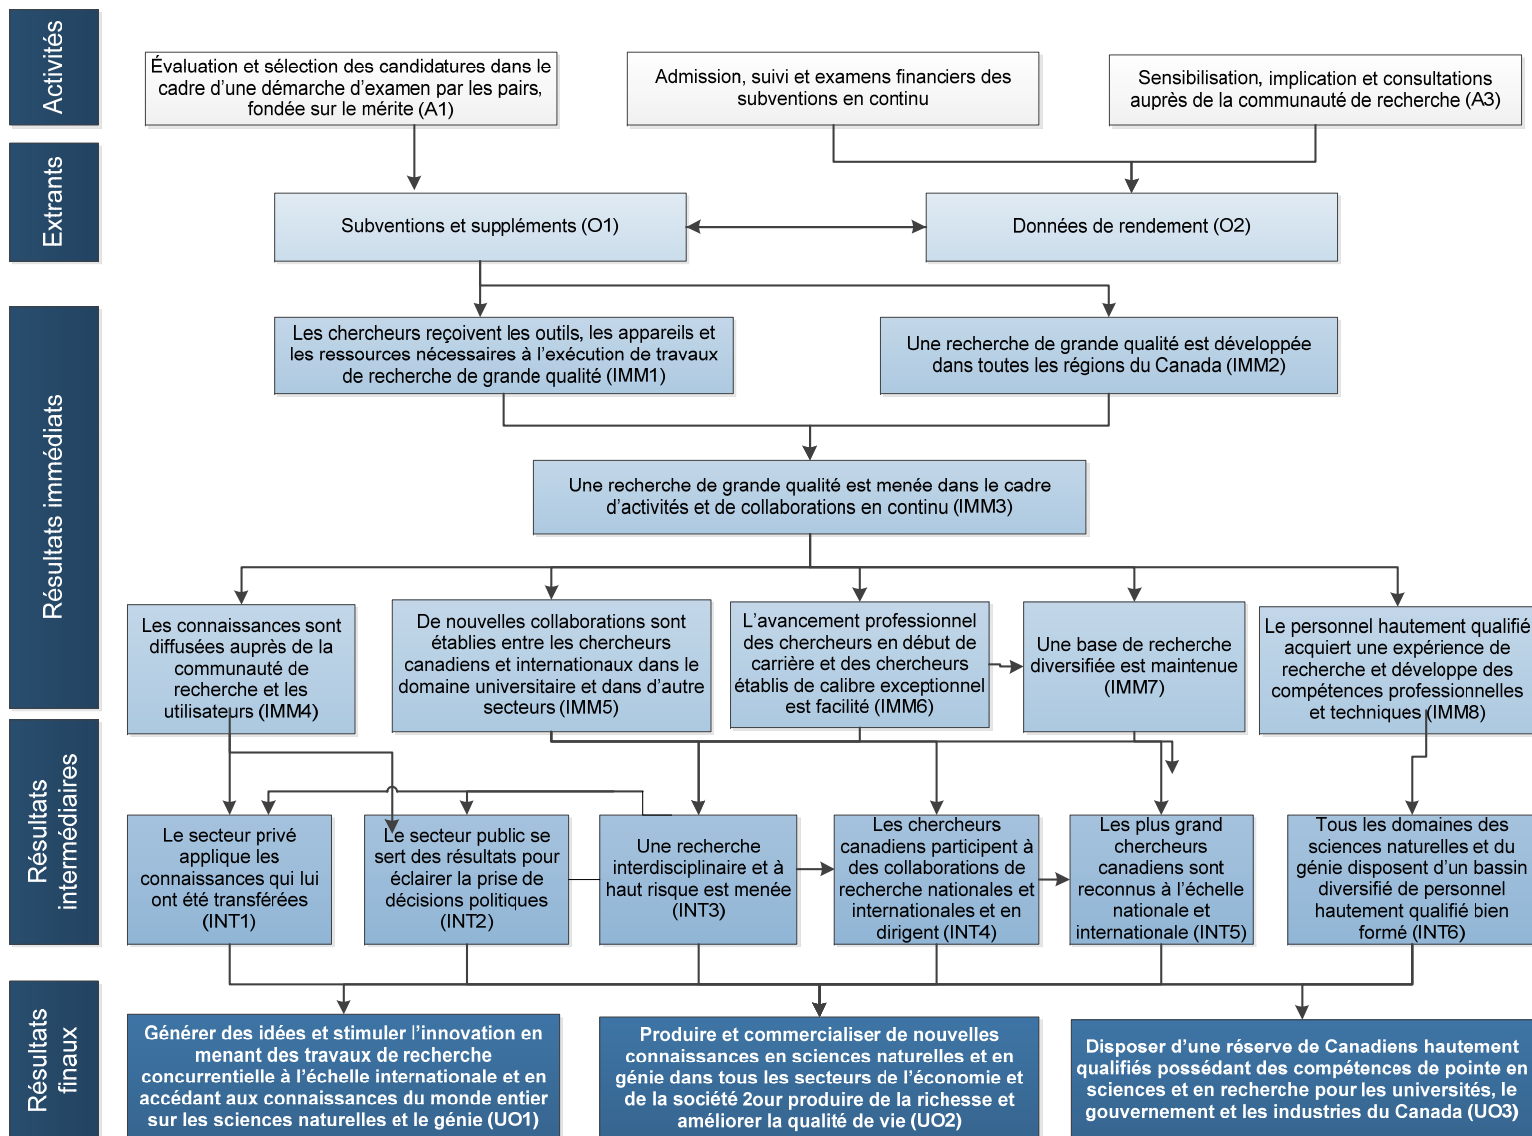 Activités
Évaluation et sélection des candidatures dans le
cadre d'une démarche d'examen par les pairs,
fondée sur le mérite (A1)
Admission, suivi et examens financiers des
subventions en continu
Sensibilisation, implication et consultations
auprès de la communauté de recherche (A3)
Extrants
Subventions et suppléments (O1)
Données de rendement (O2)
Résultats immédiats
Les chercheurs reçoivent les outils, les appareils et
les ressources nécessaires à l'exécution de travaux
de recherche de grande qualité (IMM1)
Une recherche de grande qualité est développée
dans toutes les régions du Canada (IMM2)
Une recherche de grande qualité est menée dans le cadre
d'activités et de collaborations en continu (IMM3)
Les connaissances sont
diffusées auprès de la
communauté de
recherche et les
utilisateurs (IMM4)
De nouvelles collaborations sont
établies entre les chercheurs
canadiens et internationaux dans le
domaine universitaire et dans d'autre
secteurs (IMM5)
L'avancement professionnel
des chercheurs en début de
carrière et des chercheurs
établis de calibre exceptionnel
est facilité (IMM6)
Une base de recherche
diversifiée est maintenue
(IMM7)
Le personnel hautement qualifié
acquiert une expérience de
recherche et développe des
compétences professionnelles
et techniques (IMM8)
Résultats
intermédiaires
Le secteur privé
applique les
connaissances qui lui
ont été transférées
(INT1)
Le secteur public se
sert des résultats pour
éclairer la prise de
décisions politiques
(INT2)
Une recherche
interdisciplinaire et à
haut risque est menée
(INT3)
Les chercheurs
canadiens participent à
des collaborations de
recherche nationales et
internationales et en
dirigent (INT4)
Les plus grand
chercheurs
canadiens sont
reconnus à l'échelle
nationale et
internationale (INT5)
Tous les domaines des
sciences naturelles et du
génie disposent d'un bassin
diversifié de personnel
hautement qualifié bien
formé (INT6)
Résultats
finaux
Générer des idées et stimuler l'innovation en
menant des travaux de recherche
concurrentielle à l'échelle internationale et en
accédant aux connaissances du monde entier
sur les sciences naturelles et le génie (UO1)
Produire et commercialiser de nouvelles
connaissances en sciences naturelles et en
génie dans tous les secteurs de l'économie et
de la société 2our produire de la richesse et
améliorer la qualité de vie (UO2)
Disposer d'une réserve de Canadiens hautement
qualifiés possédant des compétences de pointe en
sciences et en recherche pour les universités, le
gouvernement et les industries du Canada (UO3)